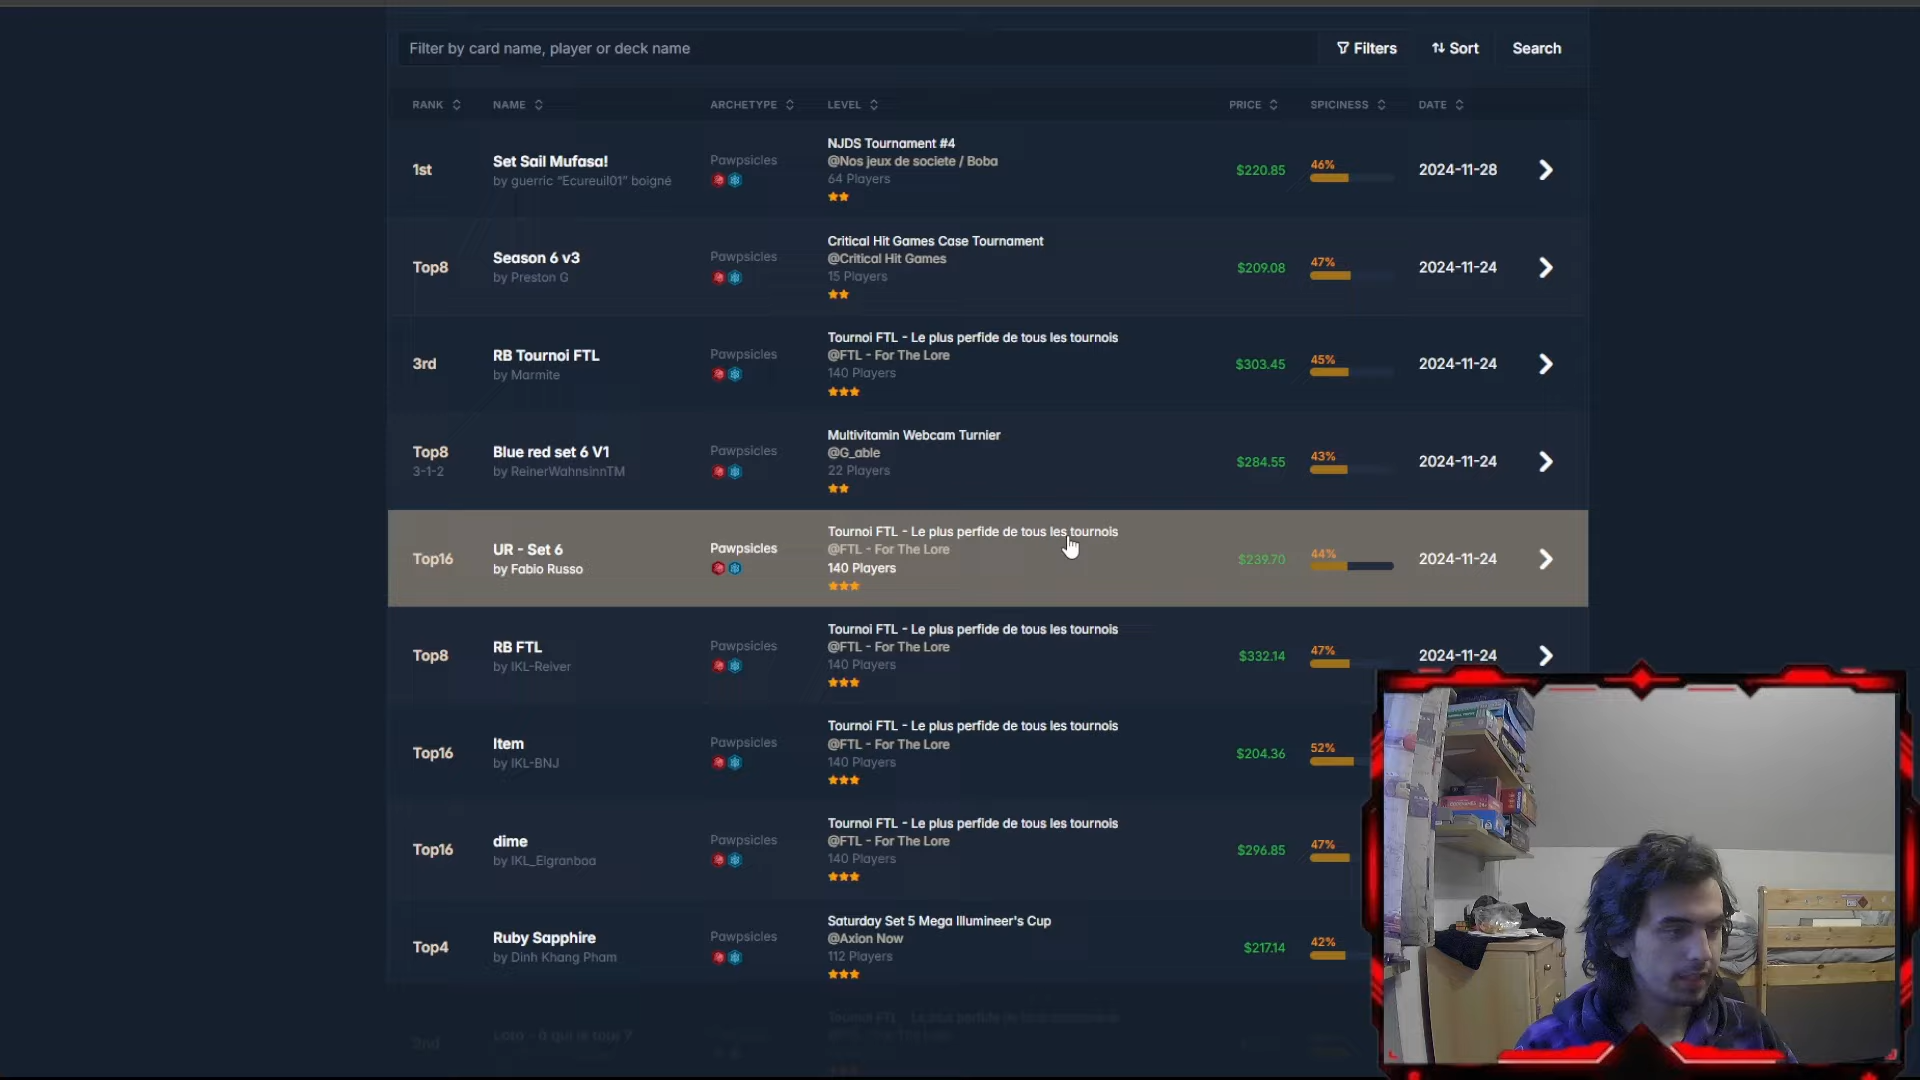 Filter by card name, player or deck name
Filters
Sort
Search
RANK NAME ARCHETYPE LEVEL PRICE SPICINESS DATE
1st
Set Sail Mufasa!
by guerric "Ecureuil01" boigné
Pawpsicles
NJDS Tournament #4
@Nos jeux de societe / Boba
64 Players
$220.85
46%
2024-11-28
Top8
Season 6 v3
by Preston G
Pawpsicles
Critical Hit Games Case Tournament
@Critical Hit Games
15 Players
$209.08
47%
2024-11-24
3rd
RB Tournoi FTL
by Marmite
Pawpsicles
Tournoi FTL - Le plus perfide de tous les tournois
@FTL - For The Lore
140 Players
$303.45
45%
2024-11-24
Top8
3-1-2
Blue red set 6 V1
by ReinerWahnsinnTM
Pawpsicles
Multivitamin Webcam Turnier
@G_able
22 Players
$284.55
43%
2024-11-24
Top16
UR - Set 6
by Fabio Russo
Pawpsicles
Tournoi FTL - Le plus perfide de tous les tournois
@FTL - For The Lore
140 Players
$239.70
44%
2024-11-24
Top8
RB FTL
by IKL-Reiver
Pawpsicles
Tournoi FTL - Le plus perfide de tous les tournois
@FTL - For The Lore
140 Players
$332.14
47%
2024-11-24
Top16
Item
by IKL-BNJ
Pawpsicles
Tournoi FTL - Le plus perfide de tous les tournois
@FTL - For The Lore
140 Players
$204.36
52%
Top16
dime
by IKL_Elgranboa
Pawpsicles
Tournoi FTL - Le plus perfide de tous les tournois
@FTL - For The Lore
140 Players
$296.85
47%
Top4
Ruby Sapphire
by Dinh Khang Pham
Pawpsicles
Saturday Set 5 Mega Illumineer's Cup
@Axion Now
112 Players
$217.14
42%
2nd
Tournoi FTL - Le plus perfide de tous